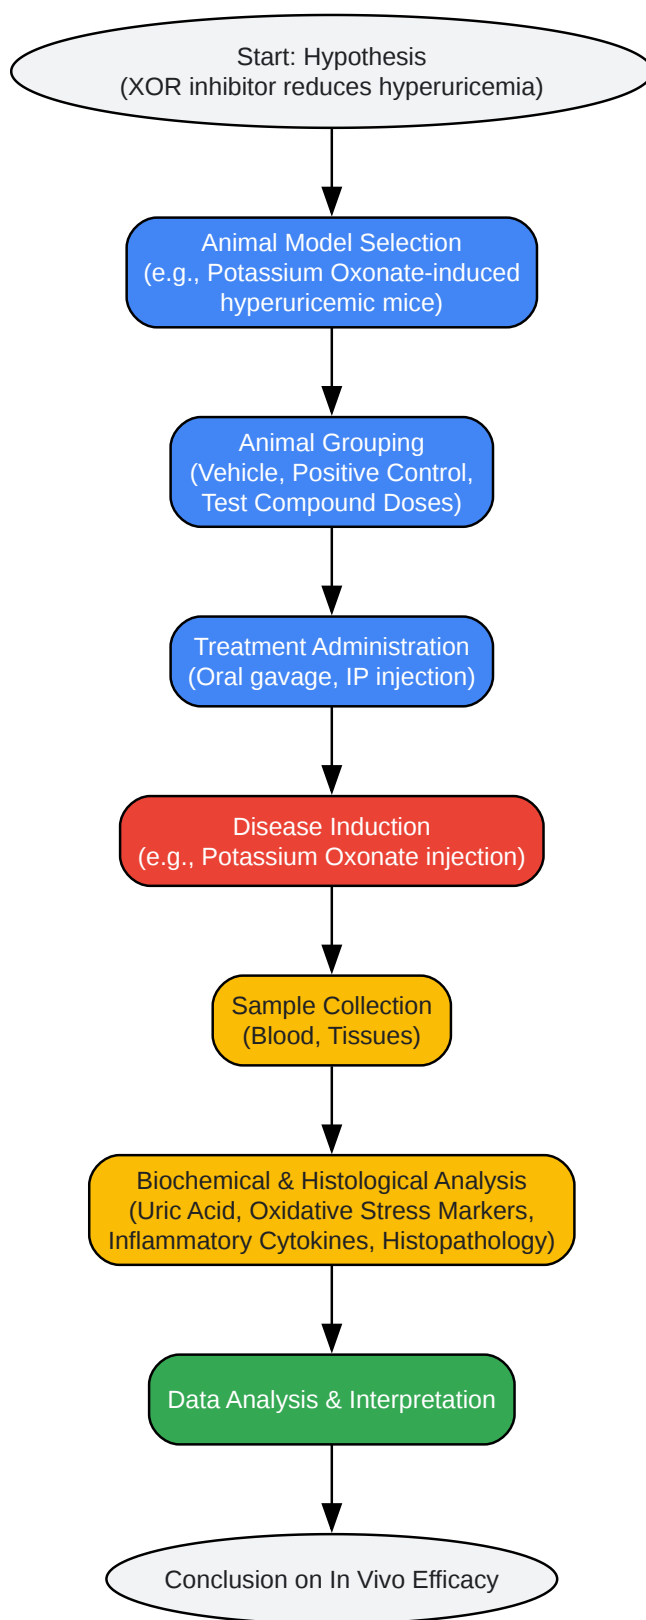 Start: Hypothesis
(XOR inhibitor reduces hyperuricemia)
Animal Model Selection
(e.g., Potassium Oxonate-induced
hyperuricemic mice)
Animal Grouping
(Vehicle, Positive Control,
Test Compound Doses)
Treatment Administration
(Oral gavage, IP injection)
Disease Induction
(e.g., Potassium Oxonate injection)
Sample Collection
(Blood, Tissues)
Biochemical & Histological Analysis
(Uric Acid, Oxidative Stress Markers,
Inflammatory Cytokines, Histopathology)
Data Analysis & Interpretation
Conclusion on In Vivo Efficacy